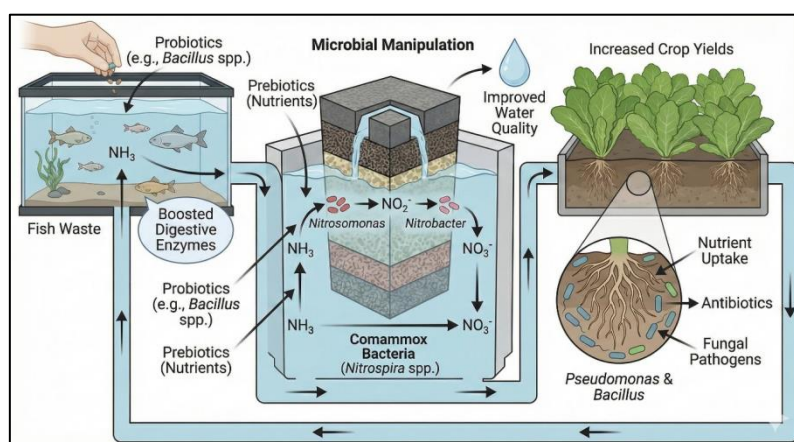 Probiotics
(e.g., Bacillus spp.)
NH₃
Boosted
Digestive
Enzymes
Fish Waste
Microbial Manipulation
Prebiotics
(Nutrients)
Improved
Water
Quality
Nitrosomonas
NO₂⁻
Nitrobacter
NH₃
NO₃⁻
Probiotics
(e.g., Bacillus
spp.)
Prebiotics
(Nutrients)
NH₃
NO₃⁻
Comammox
Bacteria
(Nitrospira spp.)
Increased Crop Yields
Nutrient
Uptake
Antibiotics
Fungal
Pathogens
Pseudomonas &
Bacillus